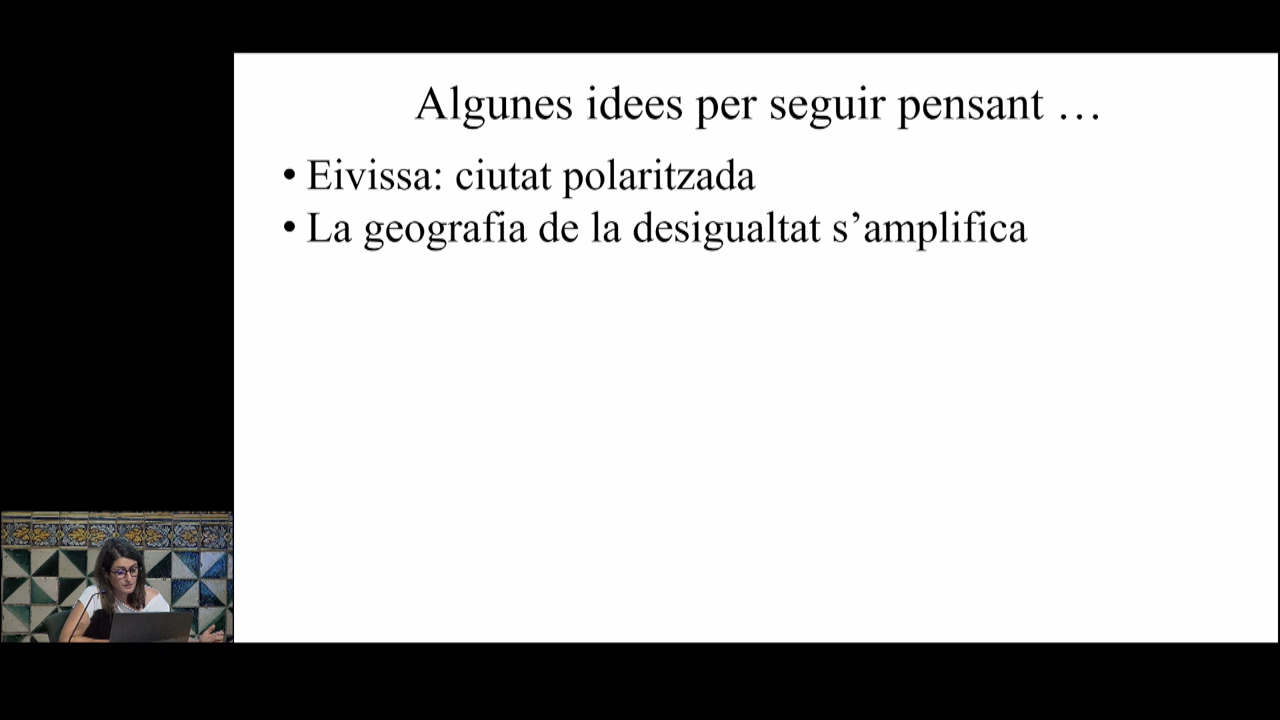 Algunes idees per seguir pensant …
• Eivissa: ciutat polaritzada
• La geografia de la desigualtat s’amplifica